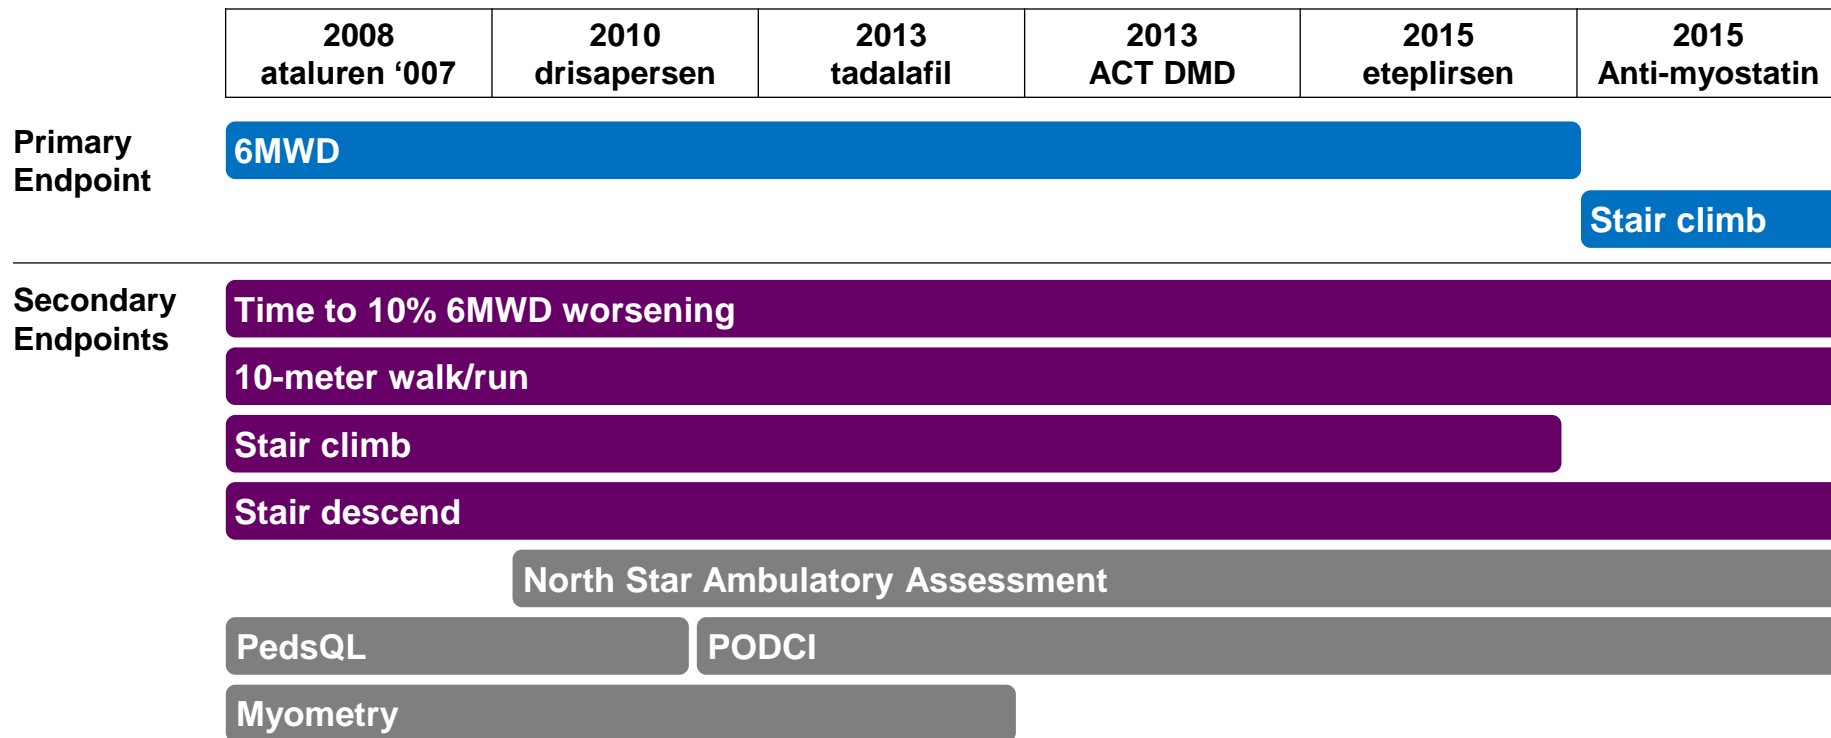 2008 2010 2013 2013 2015 2015
ataluren ‘007 drisapersen tadalafil ACT DMD eteplirsen Anti-myostatin
Primary
Endpoint
6MWD
Stair climb
Secondary
Endpoints
Time to 10% 6MWD worsening
10-meter walk/run
Stair climb
Stair descend
North Star Ambulatory Assessment
PedsQL PODCI
Myometry